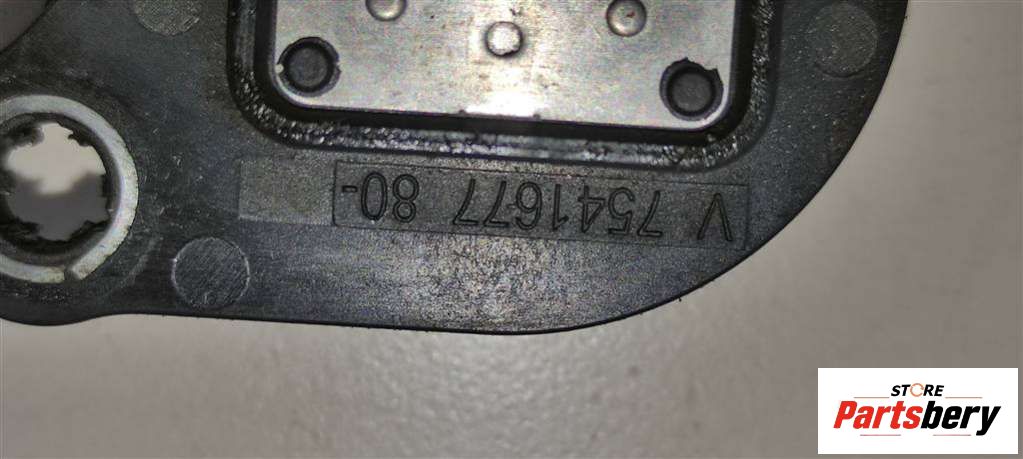 V 7541677 80-
STORE
Partsbery